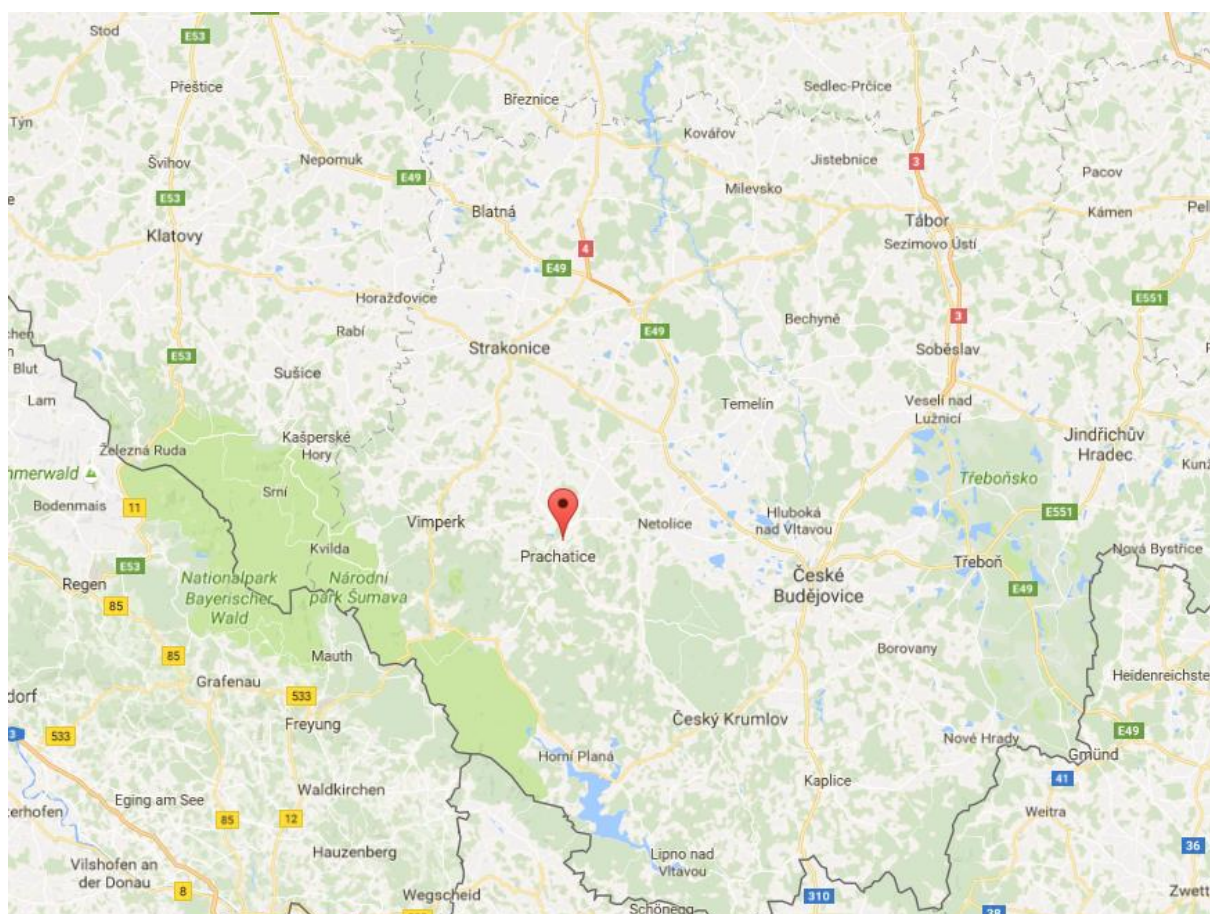 Stod
E53
Sedlec-Prčice
Přeštice
Březnice
Týn
Kovářov
Švihov
Nepomuk
Jistebnice
3
E49
Pacov
E53
Milevsko
Blatná
Kámen
Tábor
Klatovy
Sezimovo Ústí
4
E49
Horažďovice
E551
Rabí
E49
Bechyně
3
Strakonice
Soběslav
E53
Blut
Sušice
Lam
Temelín
Veselí nad
Lužnicí
Kašperské
Hory
Železná Ruda
Jindřichův
Hradec
Třeboňsko
Srní
Bodenmais
11
Vimperk
Netolice
Hluboká
nad Vltavou
E551
Kvilda
Prachatice
Nová Bystřice
E53
Třeboň
Regen
Nationalpark
Bayerischer
Wald
Národní
park Šumava
České
Budějovice
E49
85
85
Mauth
Borovany
Grafenau
533
Heidenreichste
dorf
Freyung
Český Krumlov
3
533
E49
Nové Hrady
Horní Planá
Gmünd
Waldkirchen
Kaplice
41
Eging am See
85
12
Weitra
Hauzenberg
Lipno nad
Vltavou
36
Vilshofen an
der Donau
8
Wegscheid
310
Zwett
Schönegg
38